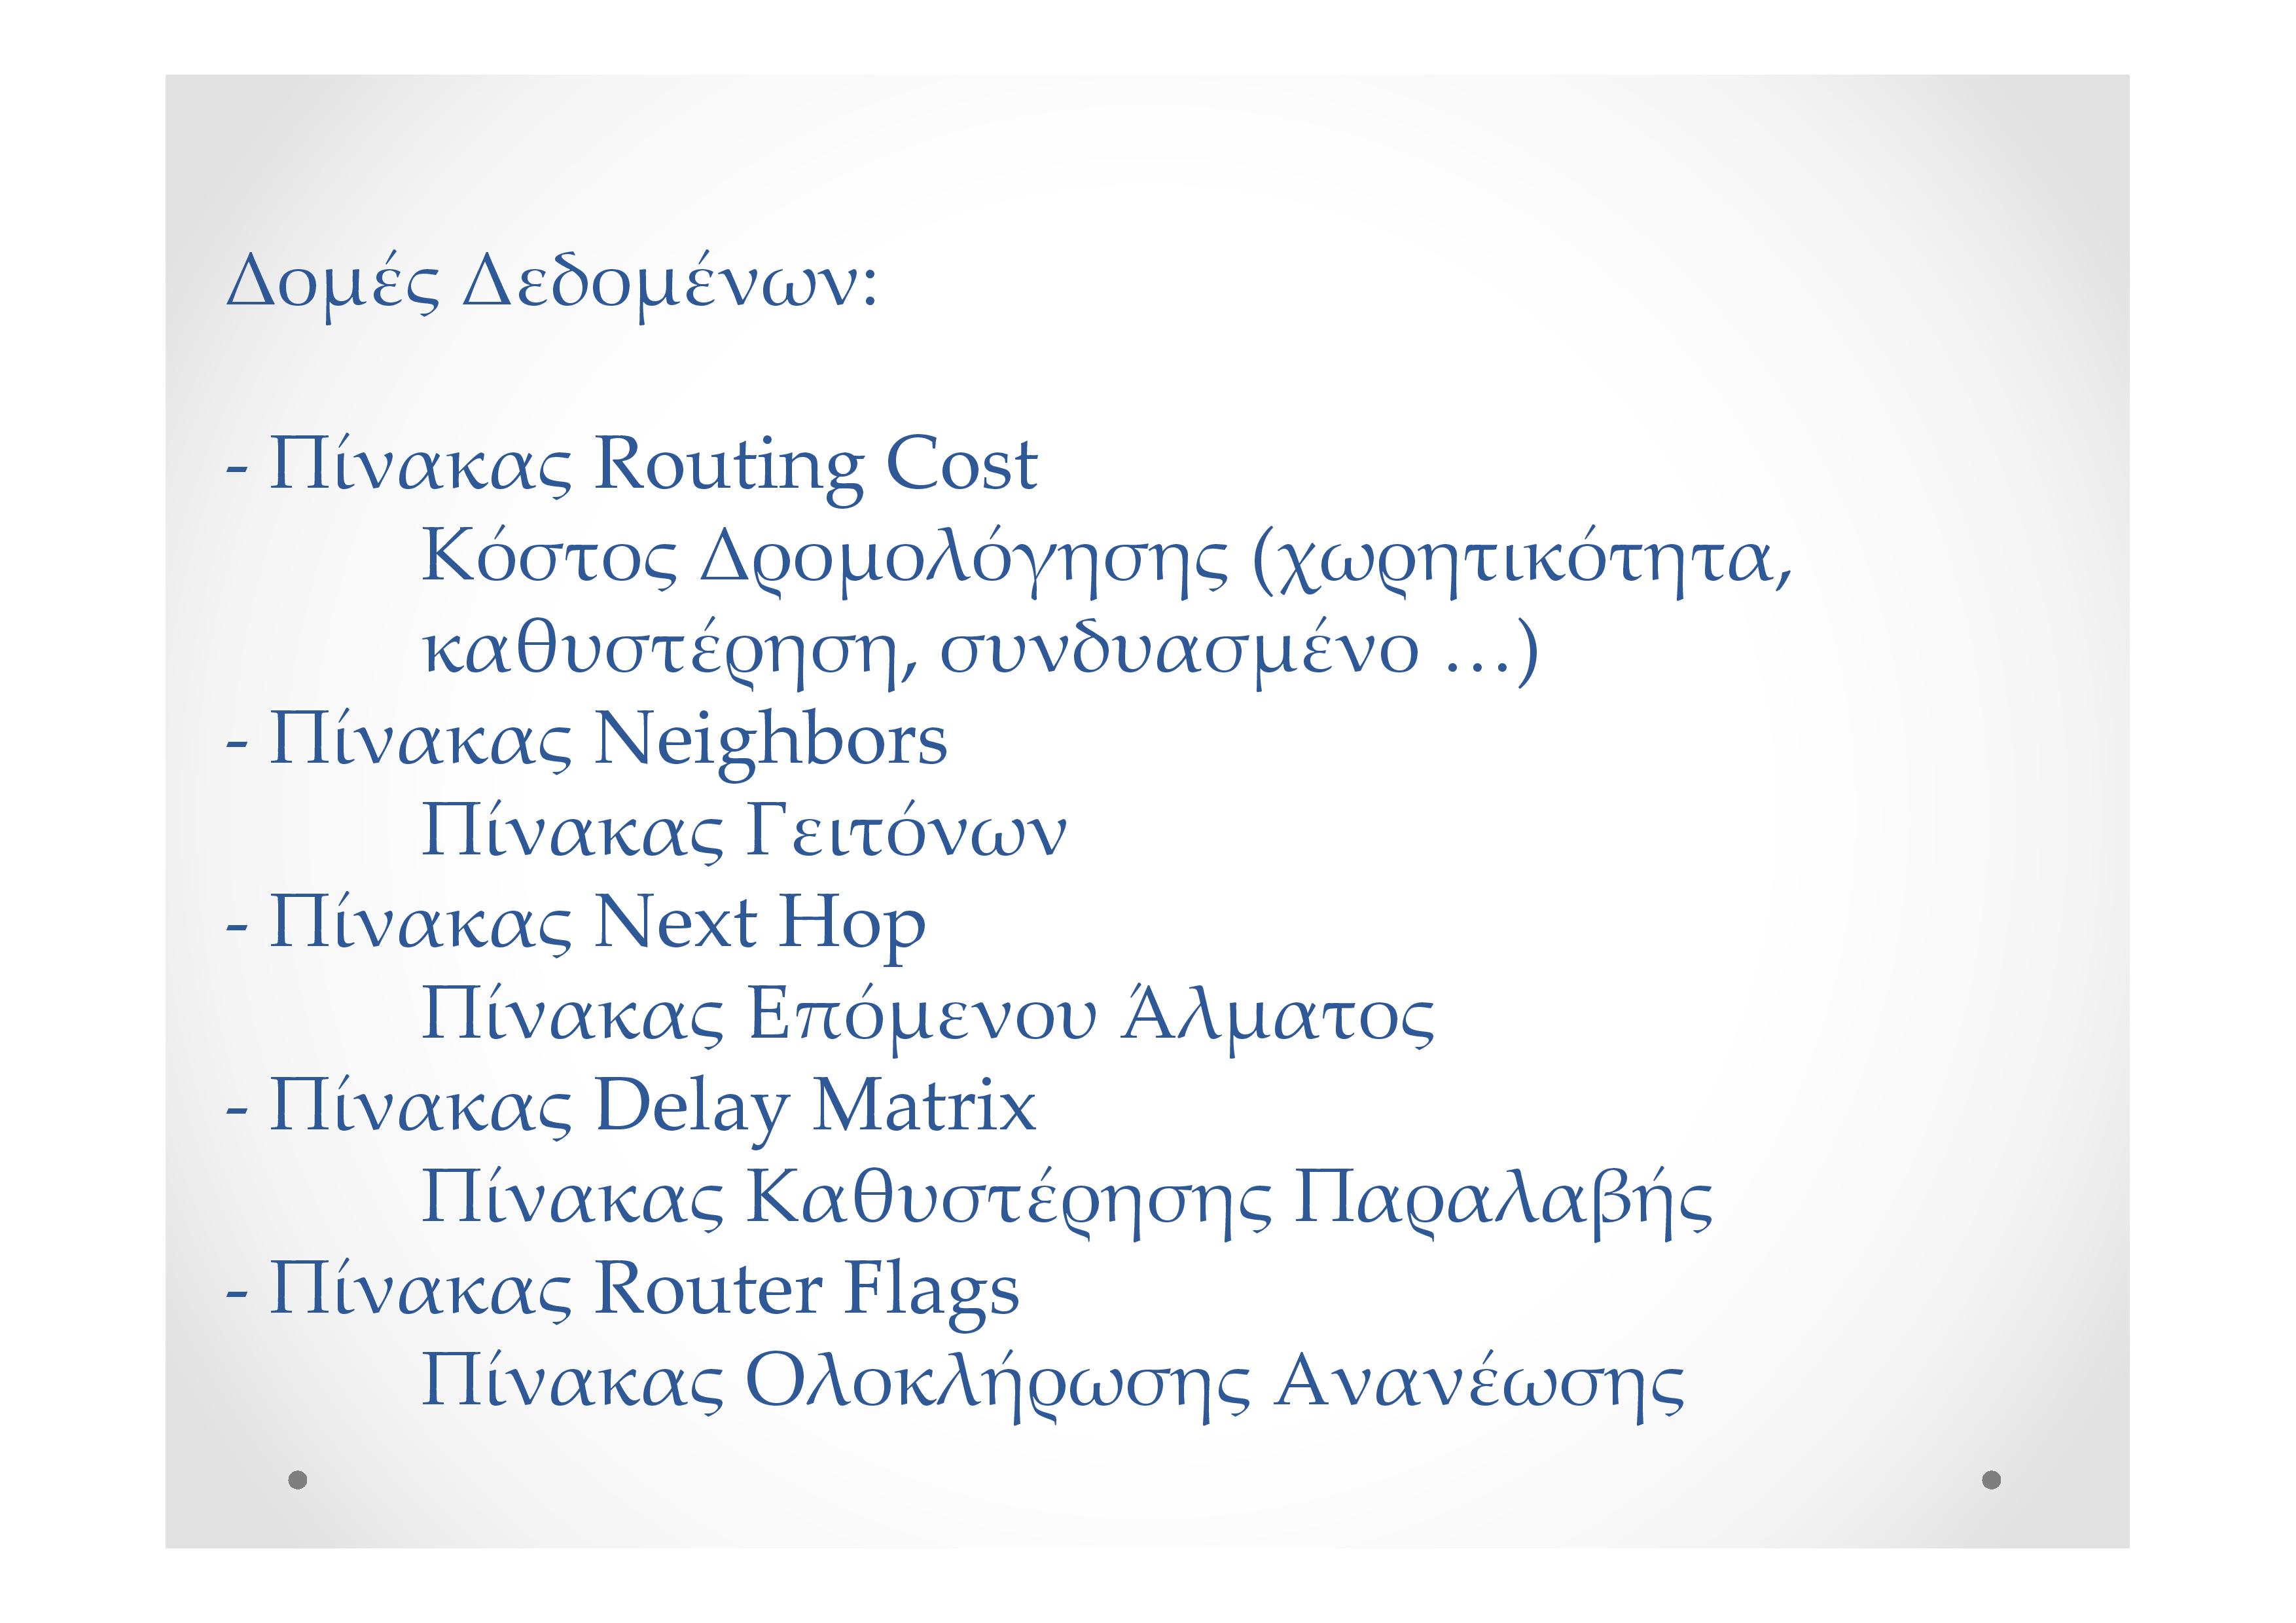 Δομές Δεδομένων:
- Πίνακας Routing Cost
Κόστος Δρομολόγησης (χωρητικότητα,
καθυστέρηση, συνδυασμένο …)
- Πίνακας Neighbors
Πίνακας Γειτόνων
- Πίνακας Next Hop
Πίνακας Επόμενου Άλματος
- Πίνακας Delay Matrix
Πίνακας Καθυστέρησης Παραλαβής
- Πίνακας Router Flags
Πίνακας Ολοκλήρωσης Ανανέωσης